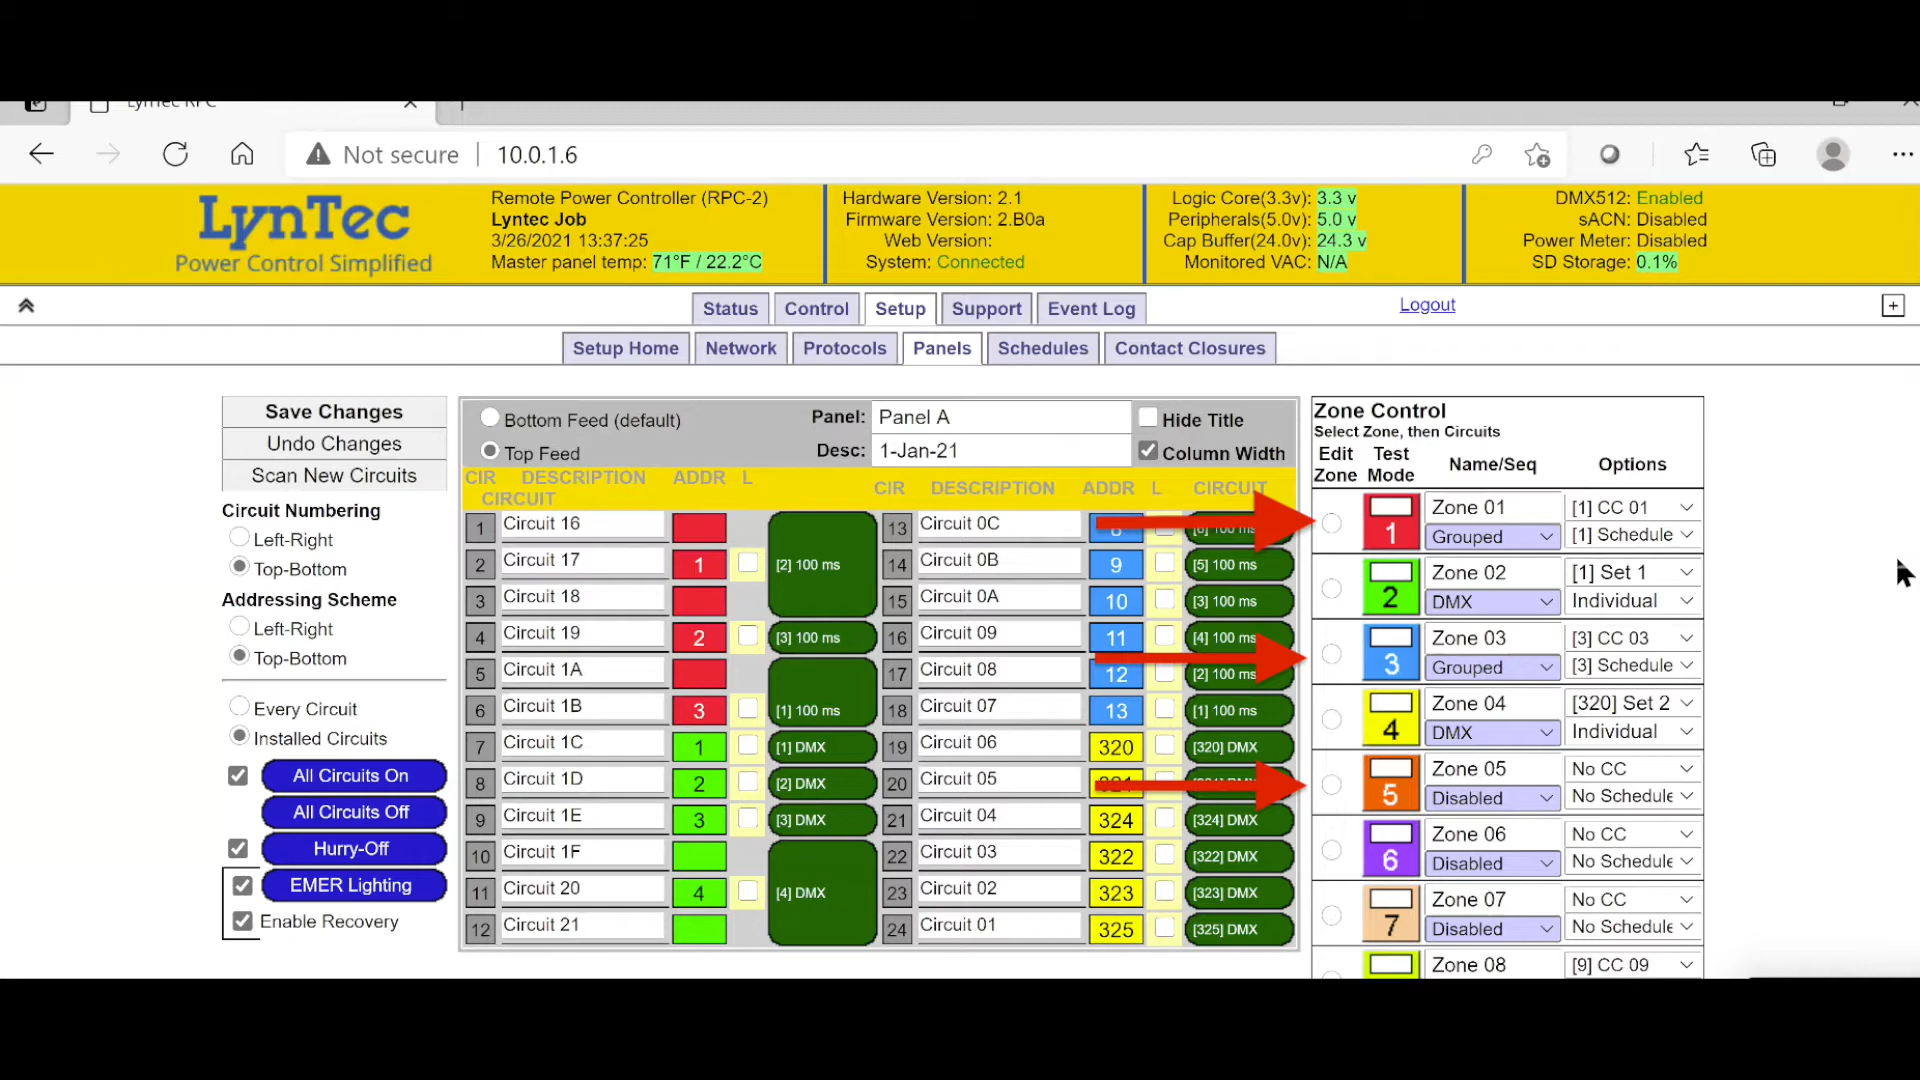 LynTec RPC
Not secure
10.0.1.6
LynTec
Power Control Simplified
Remote Power Controller (RPC-2)
Lyntec Job
3/26/2021 13:37:25
Master panel temp: 71°F / 22.2°C
Hardware Version: 2.1
Firmware Version: 2.B0a
Web Version:
System: Connected
Logic Core(3.3v): 3.3 v
Peripherals(5.0v): 5.0 v
Cap Buffer(24.0v): 24.3 v
Monitored VAC: N/A
DMX512: Enabled
sACN: Disabled
Power Meter: Disabled
SD Storage: 0.1%
Status Control Setup Support Event Log
Logout
Setup Home Network Protocols Panels Schedules Contact Closures
Save Changes
Undo Changes
Scan New Circuits
Circuit Numbering
Left-Right
Top-Bottom
Addressing Scheme
Left-Right
Top-Bottom
Every Circuit
Installed Circuits
All Circuits On
All Circuits Off
Hurry-Off
EMER Lighting
Enable Recovery
Bottom Feed (default)
Top Feed
Panel: Panel A
Desc: 1-Jan-21
Hide Title
Column Width
CIR DESCRIPTION ADDR L
CIRCUIT
1 Circuit 16
2 Circuit 17 1 [2] 100 ms
3 Circuit 18
4 Circuit 19 2 [3] 100 ms
5 Circuit 1A
6 Circuit 1B 3 [1] 100 ms
7 Circuit 1C 1 [1] DMX
8 Circuit 1D 2 [2] DMX
9 Circuit 1E 3 [3] DMX
10 Circuit 1F
11 Circuit 20 4 [4] DMX
12 Circuit 21
CIR DESCRIPTION ADDR L CIRCUIT
13 Circuit 0C 8 [6] 100 ms
14 Circuit 0B 9 [5] 100 ms
15 Circuit 0A 10 [3] 100 ms
16 Circuit 09 11 [4] 100 ms
17 Circuit 08 12 [2] 100 ms
18 Circuit 07 13 [1] 100 ms
19 Circuit 06 320 [320] DMX
20 Circuit 05
21 Circuit 04 324 [324] DMX
22 Circuit 03 322 [322] DMX
23 Circuit 02 323 [323] DMX
24 Circuit 01 325 [325] DMX
Zone Control
Select Zone, then Circuits
Edit Zone Test Mode Name/Seq Options
1 Zone 01 [1] CC 01
Grouped [1] Schedule
2 Zone 02 [1] Set 1
DMX Individual
3 Zone 03 [3] CC 03
Grouped [3] Schedule
4 Zone 04 [320] Set 2
DMX Individual
5 Zone 05 No CC
Disabled No Schedule
6 Zone 06 No CC
Disabled No Schedule
7 Zone 07 No CC
Disabled No Schedule
Zone 08 [9] CC 09